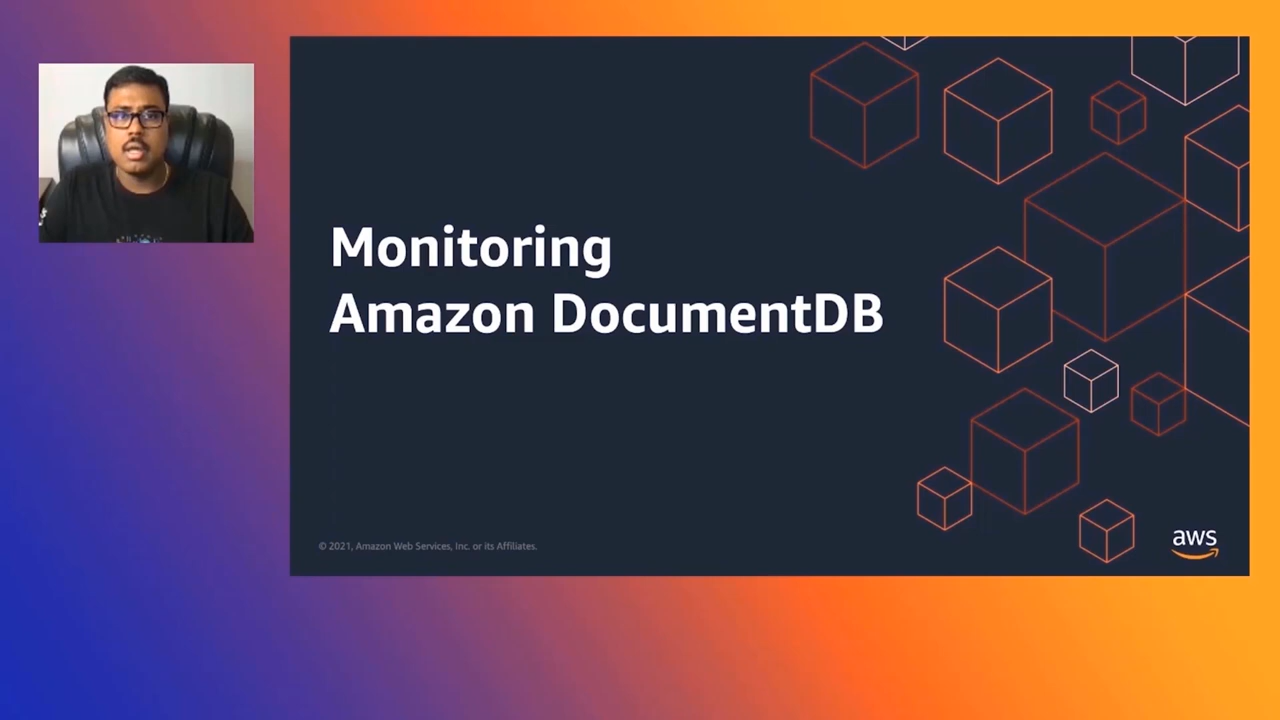 Monitoring
Amazon DocumentDB
© 2021, Amazon Web Services, Inc. or its Affiliates.
aws